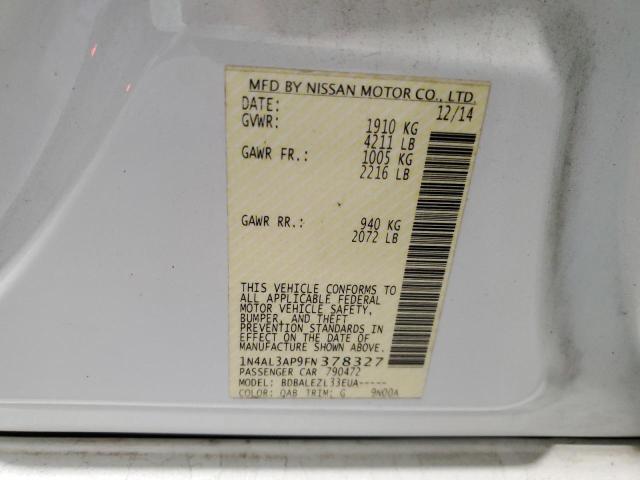 MFD BY NISSAN MOTOR CO., LTD.
DATE: 12/14
GVWR: 1910 KG
4211 LB
GAWR FR.: 1005 KG
2216 LB
GAWR RR.: 940 KG
2072 LB
THIS VEHICLE CONFORMS TO
ALL APPLICABLE FEDERAL
MOTOR VEHICLE SAFETY,
BUMPER, AND THEFT
PREVENTION STANDARDS IN
EFFECT ON THE DATE OF
MANUFACTURE SHOWN ABOVE.
1N4AL3AP9FN378327
PASSENGER CAR 790472
MODEL: BDBALEZL33EUA-----
COLOR: QAB TRIM: G 9N00A